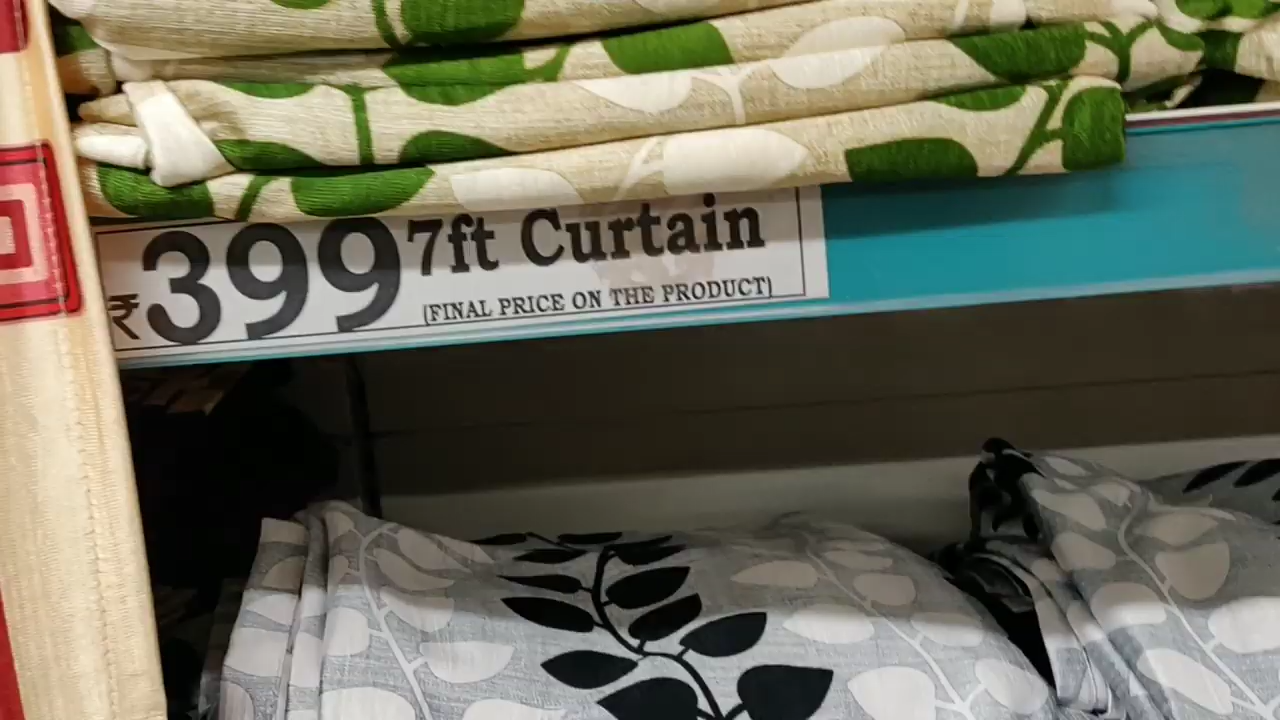 ₹399 7ft Curtain
(FINAL PRICE ON THE PRODUCT)